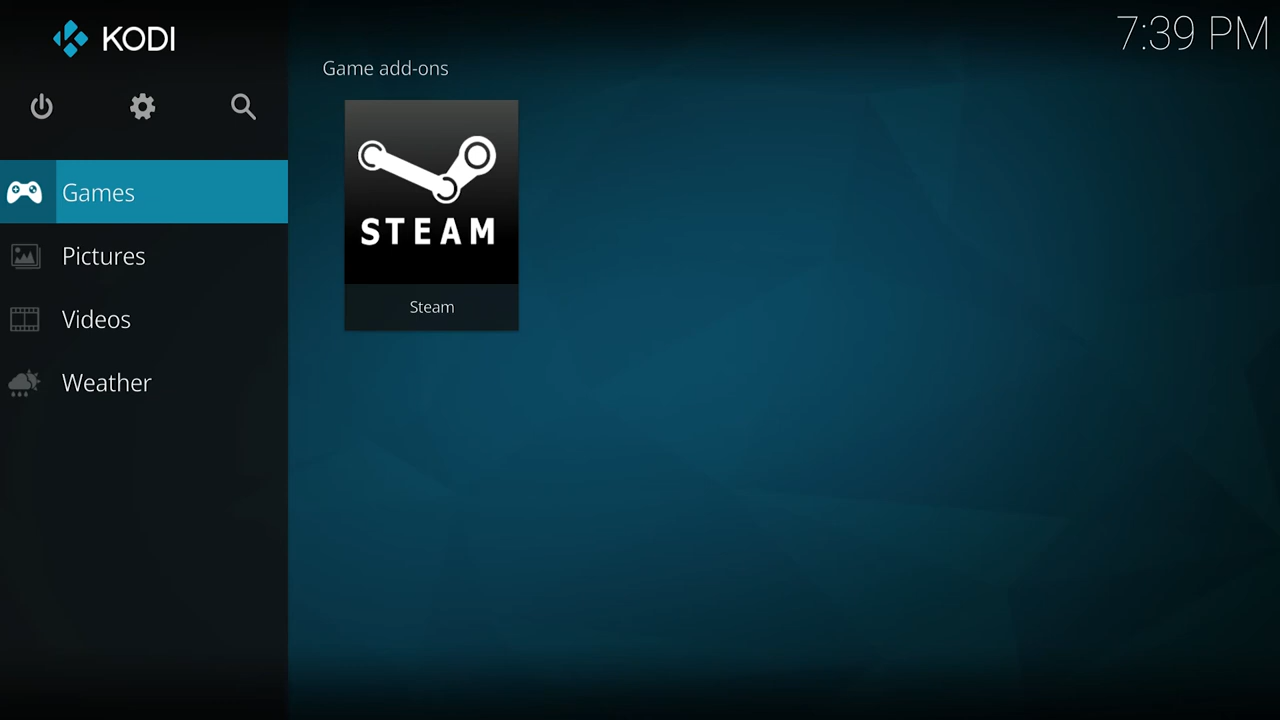 KODI
7:39 PM
Game add-ons
Games
Pictures
Videos
Weather
STEAM
Steam